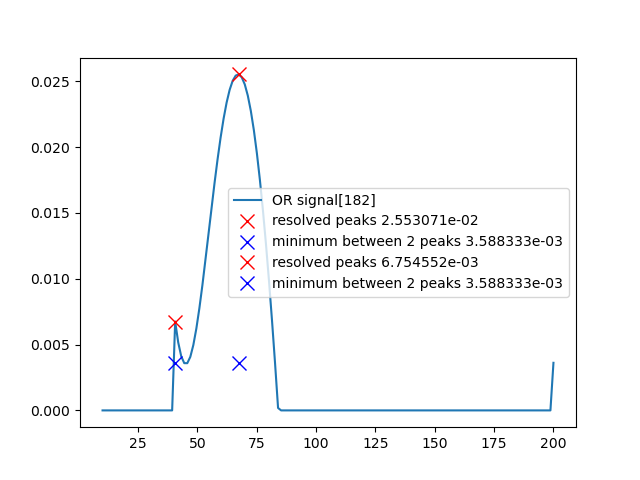 0.025
0.020
0.015
0.010
0.005
0.000
OR signal[182]
resolved peaks 2.553071e-02
minimum between 2 peaks 3.588333e-03
resolved peaks 6.754552e-03
minimum between 2 peaks 3.588333e-03
25 50 75 100 125 150 175 200